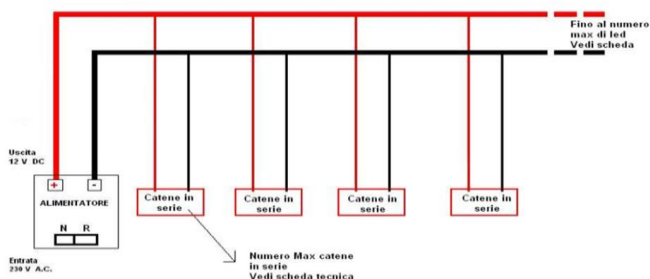 Fino al numero
max di led
Vedi scheda
Uscita
12 V DC
+
-
ALIMENTATORE
N R
Entrata
230 V A.C.
Catene in
serie
Catene in
serie
Catene in
serie
Catene in
serie
Numero Max catene
in serie
Vedi scheda tecnica